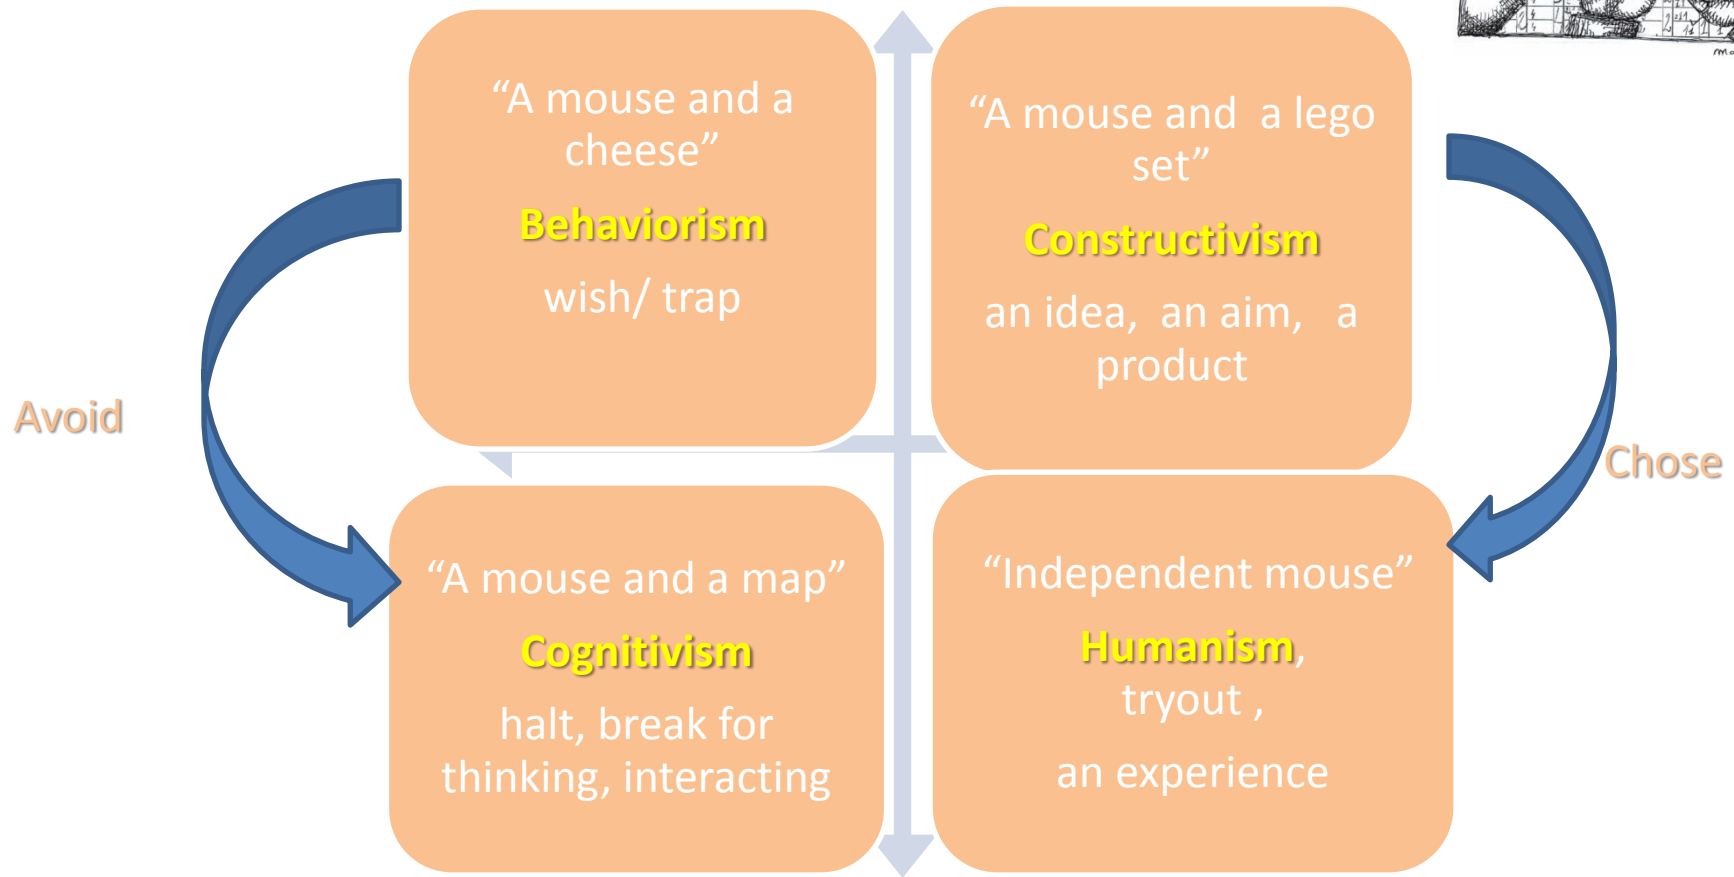 “A mouse and a
cheese”
Behaviorism
wish/ trap
“A mouse and  a lego
set”
Constructivism
an idea,  an aim,   a
product
Avoid
Chose
“A mouse and a map”
Cognitivism
halt, break for
thinking, interacting
“Independent mouse”
Humanism,
tryout ,
an experience